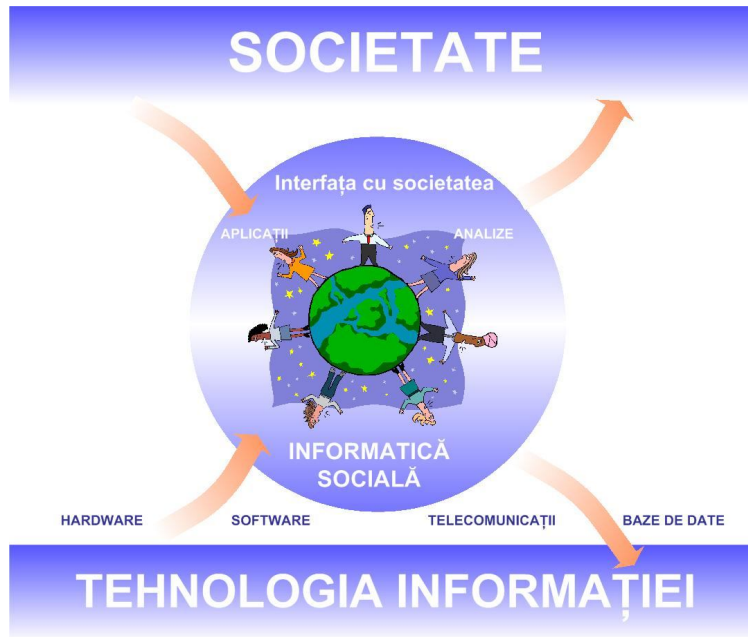 SOCIETATE
Interfața cu societatea
APLICAȚII ANALIZE
INFORMATICĂ
SOCIALĂ
HARDWARE SOFTWARE TELECOMUNICAȚII BAZE DE DATE
TEHNOLOGIA INFORMAȚIEI